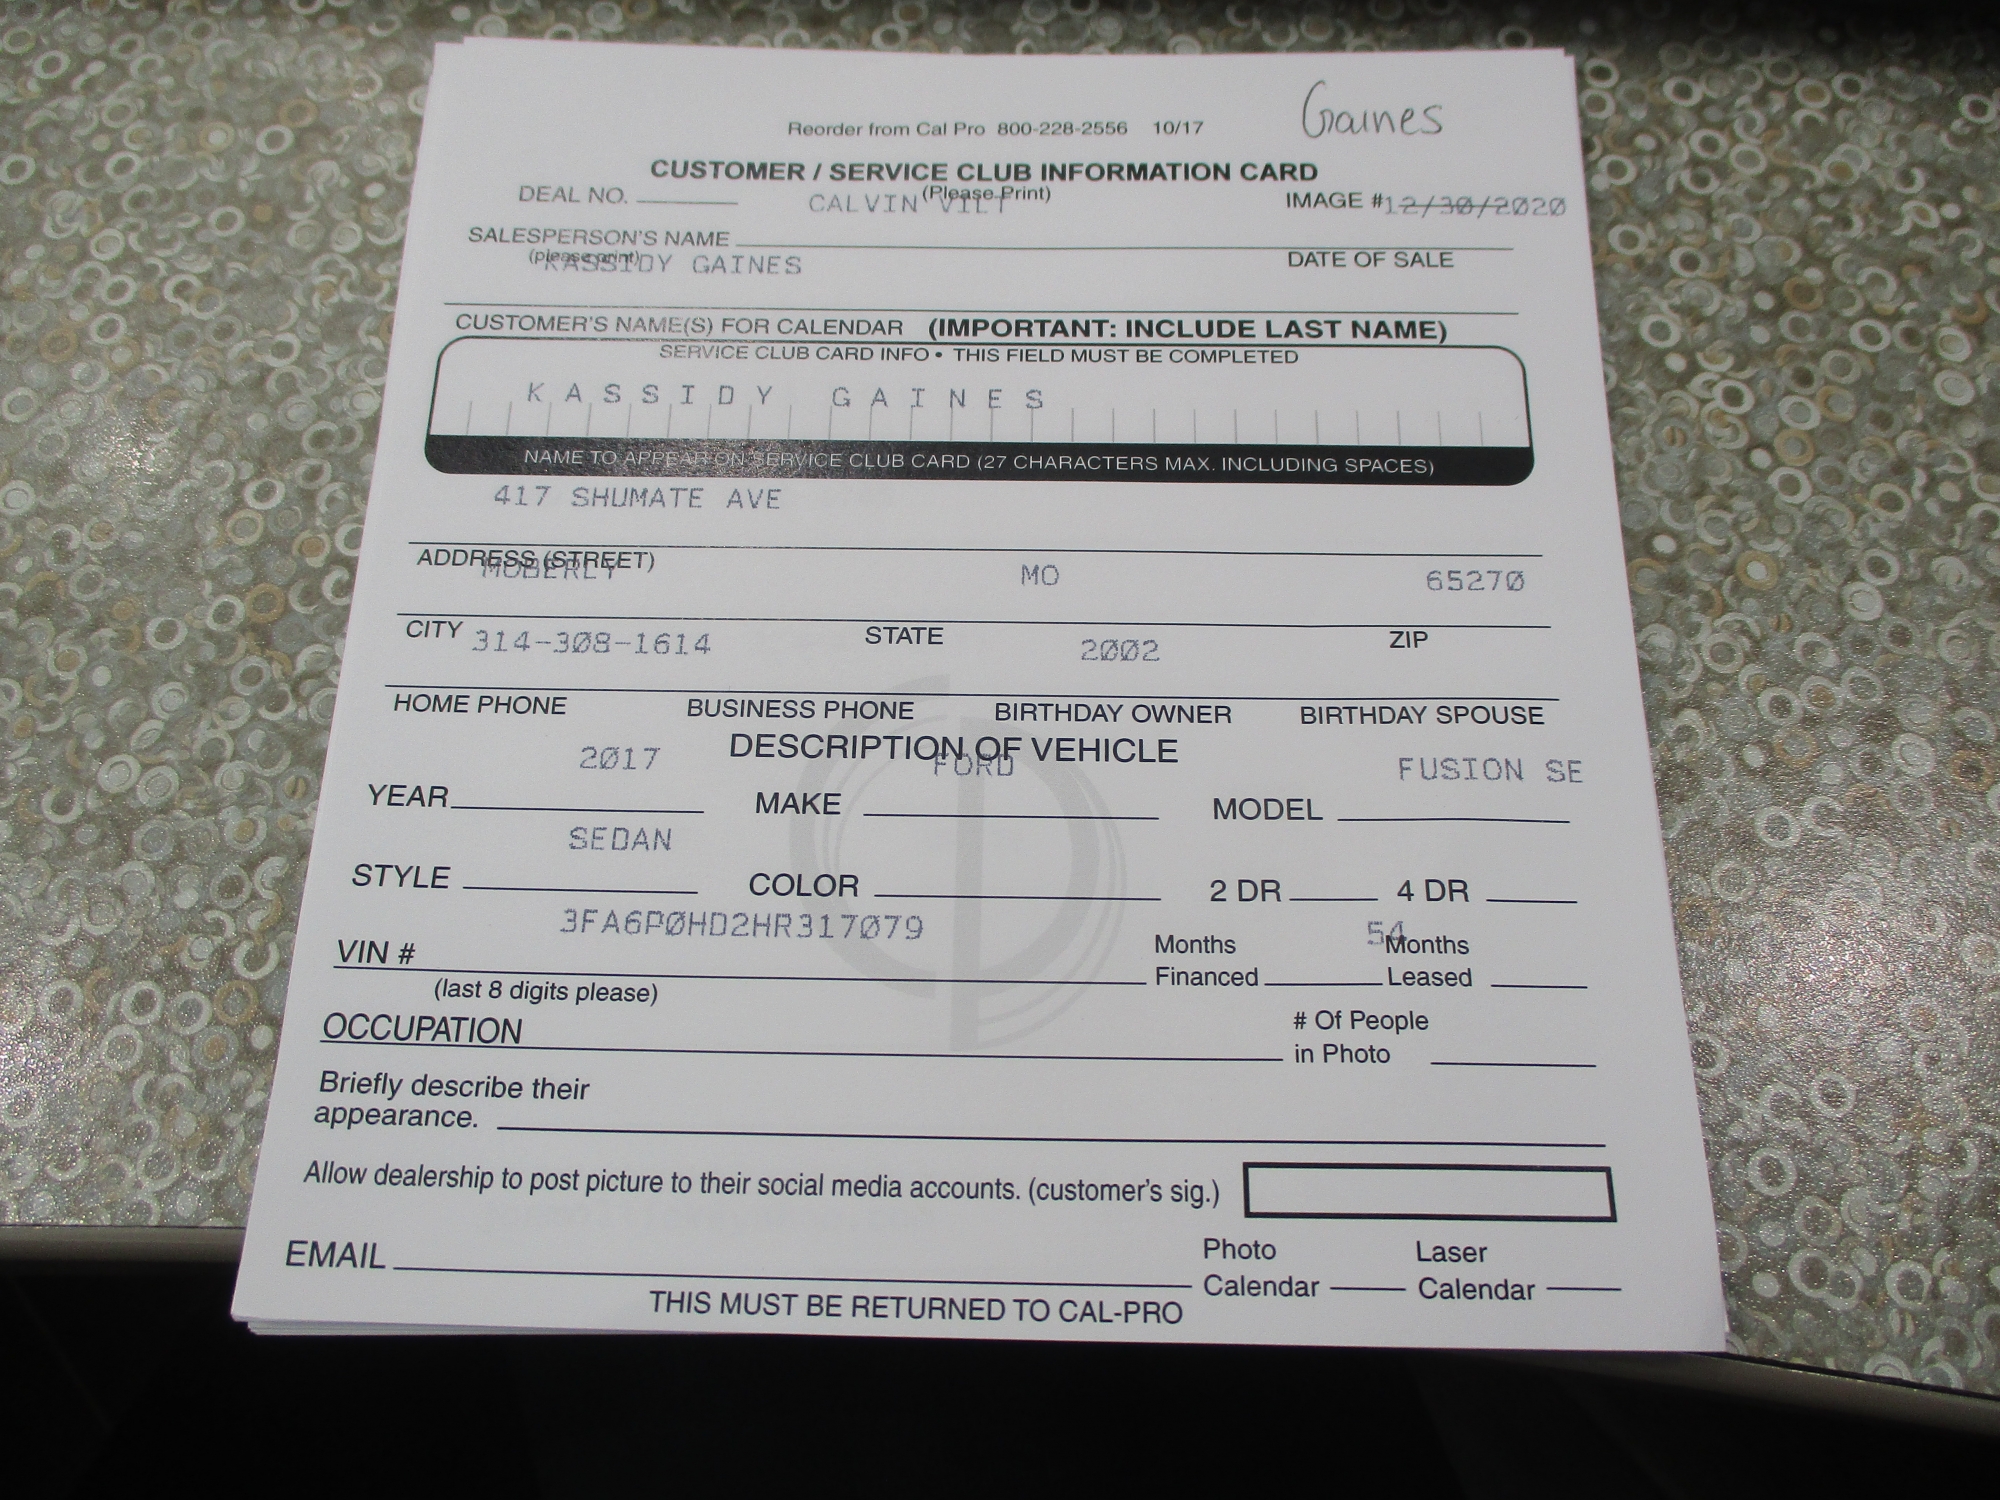 Gaines
Reorder from Cal Pro 800-228-2556 10/17
CUSTOMER / SERVICE CLUB INFORMATION CARD
(Please Print)
DEAL NO.
CALVIN VILT
IMAGE #
12/30/2020
SALESPERSON'S NAME
(please print)
DATE OF SALE
KASSIDY GAINES
CUSTOMER'S NAME(S) FOR CALENDAR (IMPORTANT: INCLUDE LAST NAME)
SERVICE CLUB CARD INFO • THIS FIELD MUST BE COMPLETED
KASSIDY GAINES
NAME TO APPEAR ON SERVICE CLUB CARD (27 CHARACTERS MAX. INCLUDING SPACES)
417 SHUMATE AVE
ADDRESS (STREET)
MOBERLY MO 65270
CITY STATE ZIP
314-308-1614 2002
HOME PHONE BUSINESS PHONE BIRTHDAY OWNER BIRTHDAY SPOUSE
DESCRIPTION OF VEHICLE
2017 FORD FUSION SE
YEAR MAKE MODEL
SEDAN
STYLE COLOR 2 DR 4 DR
3FA6P0HD2HR317079 54
VIN # Months Financed Months Leased
(last 8 digits please)
OCCUPATION # Of People in Photo
Briefly describe their
appearance.
Allow dealership to post picture to their social media accounts. (customer's sig.)
EMAIL Photo Calendar Laser Calendar
THIS MUST BE RETURNED TO CAL-PRO